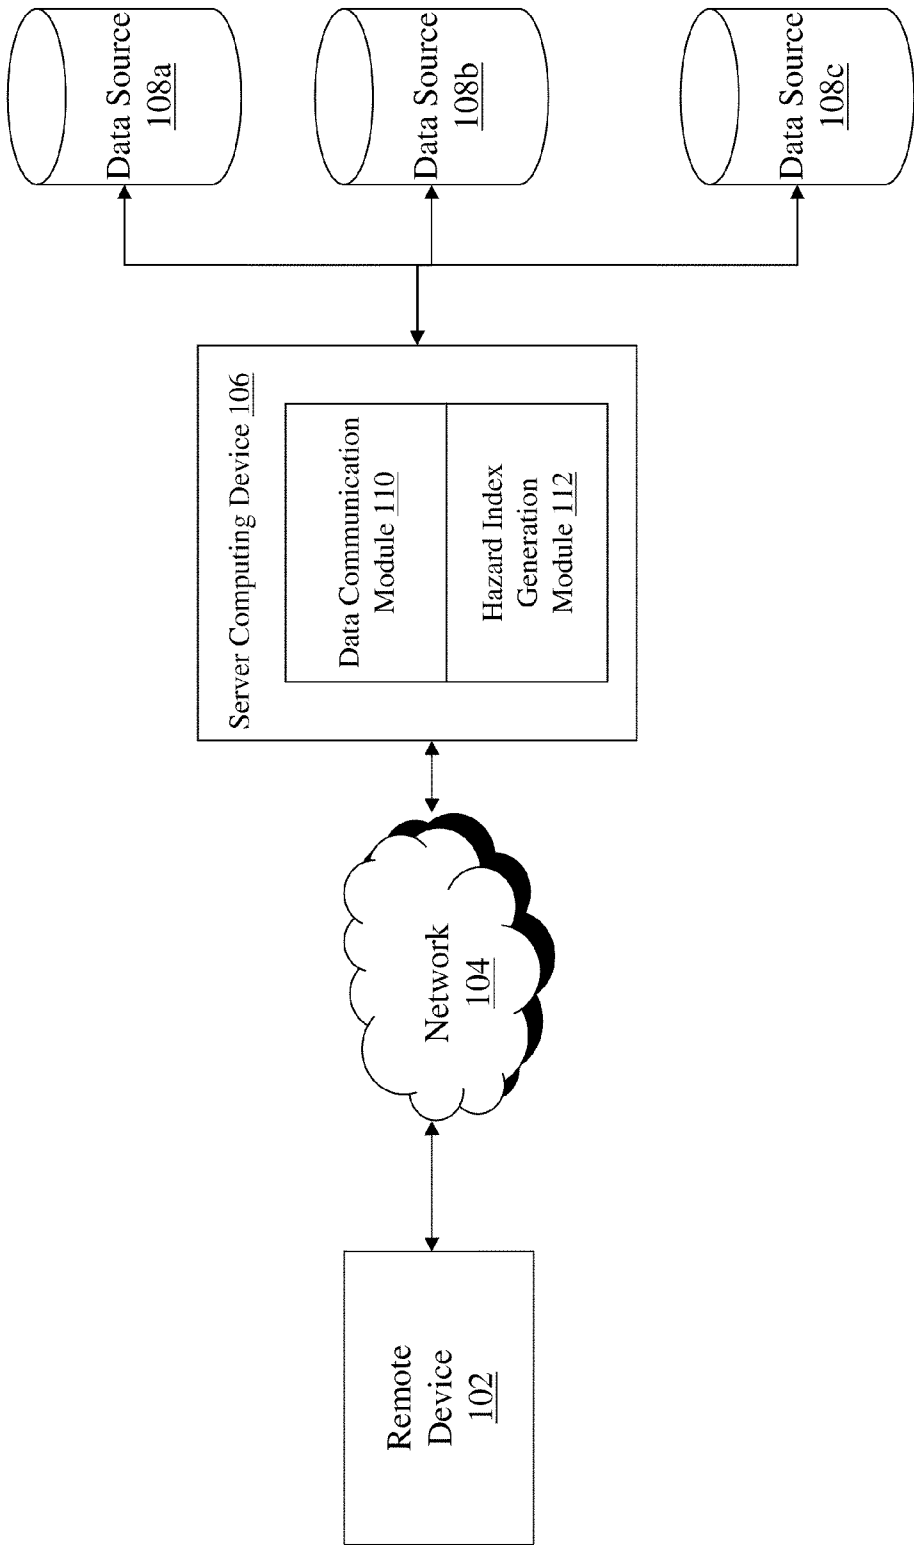 Remote
Device
102
Network
104
Server Computing Device 106
Data Communication
Module 110
Hazard Index
Generation
Module 112
Data Source
108a
Data Source
108b
Data Source
108c